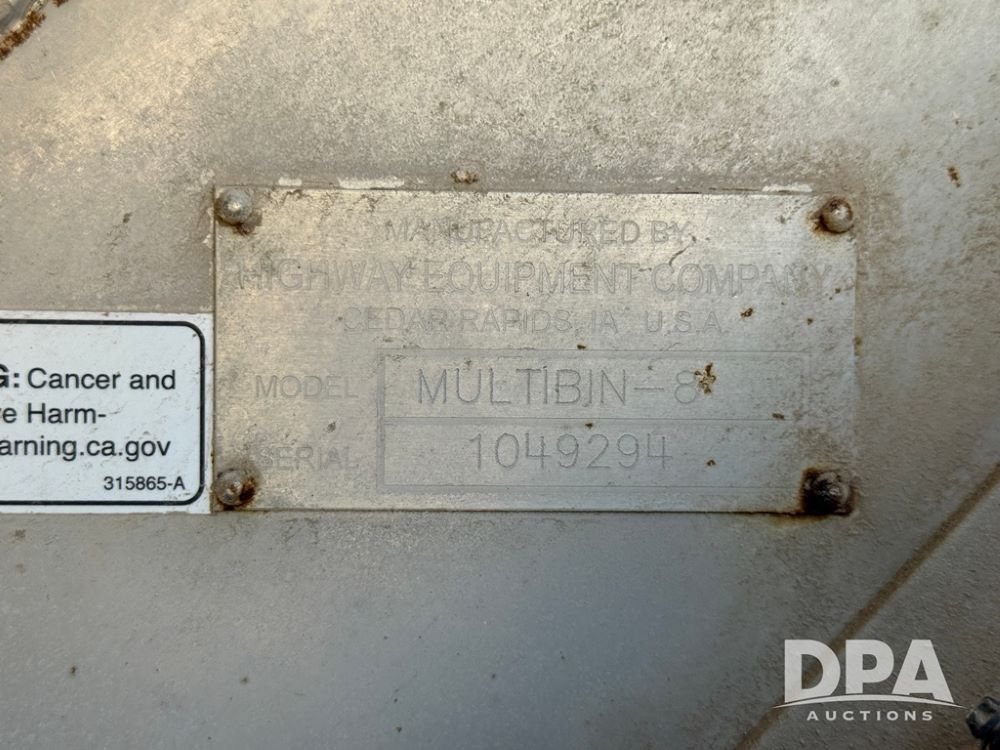 MANUFACTURED BY
HIGHWAY EQUIPMENT COMPANY
CEDAR RAPIDS, IA U.S.A.
MODEL MULTIBIN-8
SERIAL 1049294
G: Cancer and
e Harm-
arning.ca.gov
315865-A
DPA
AUCTIONS